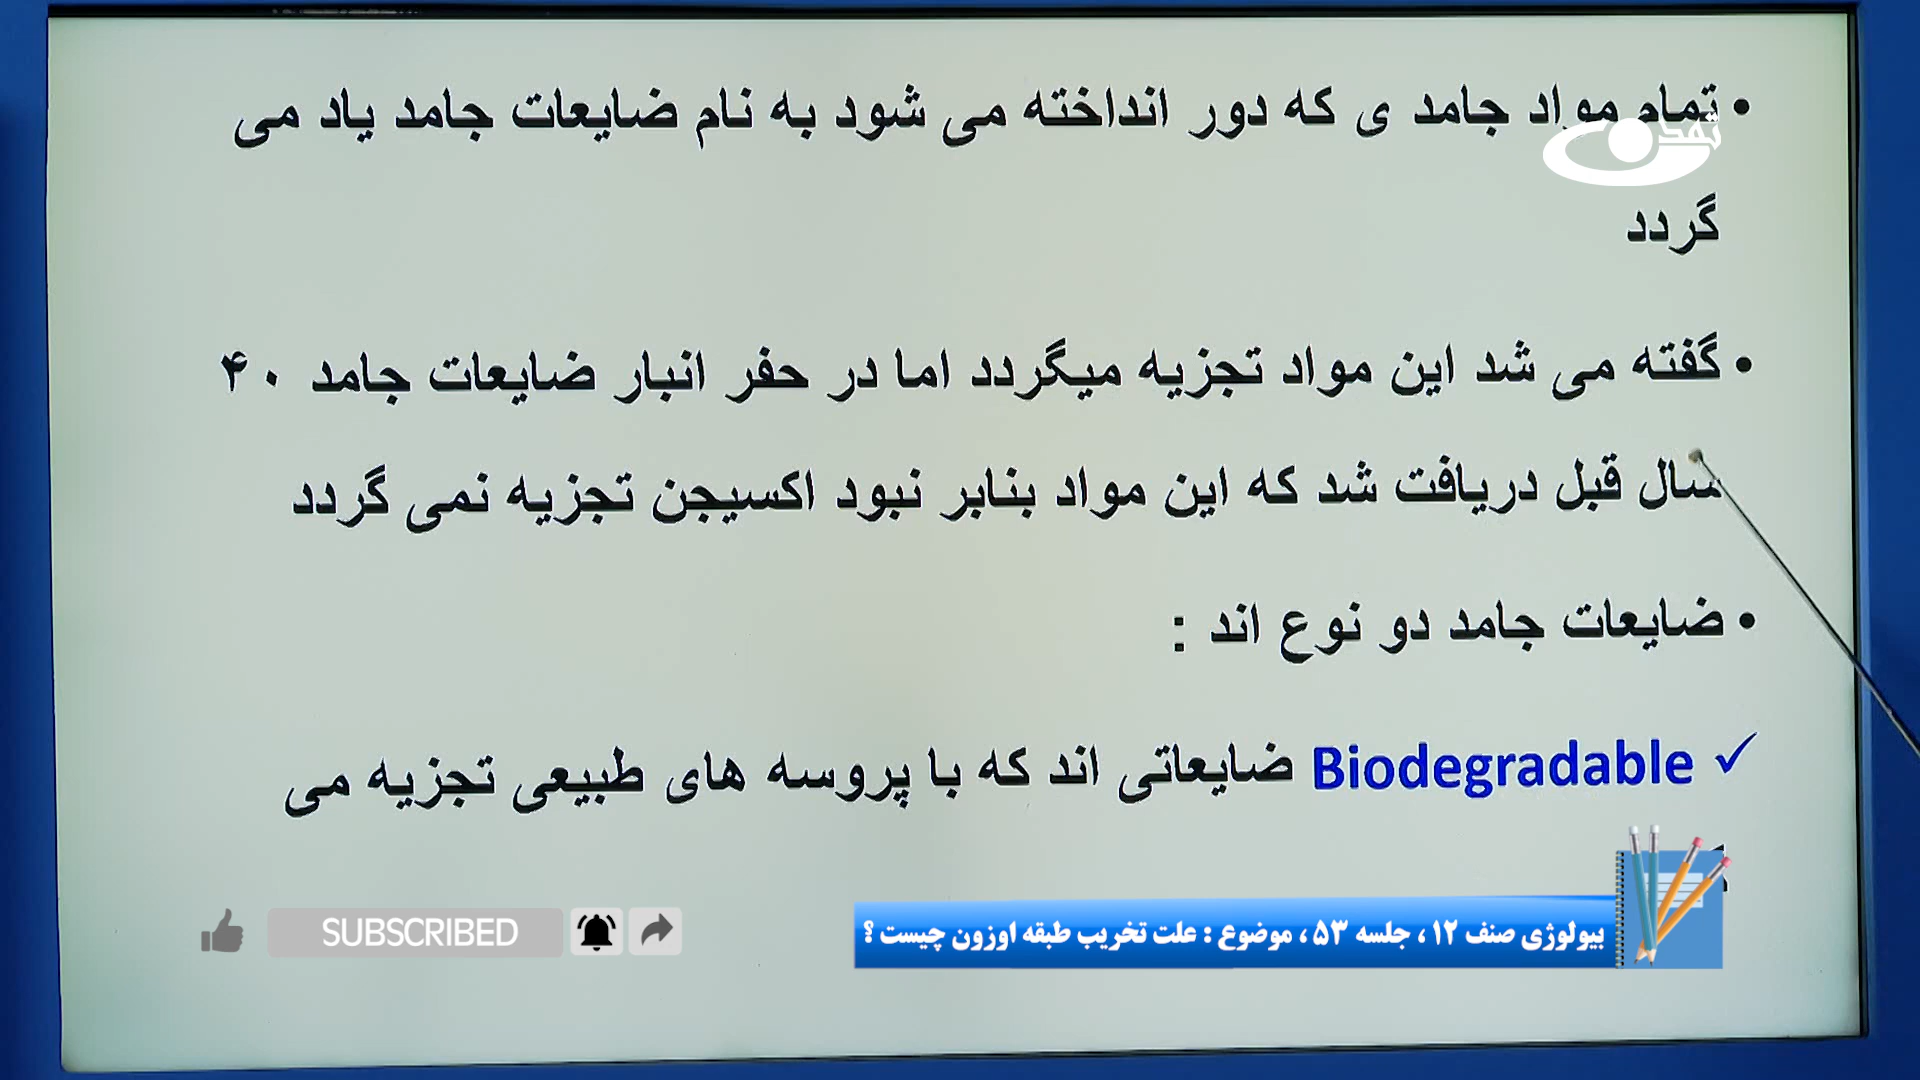 • تمام مواد جامد ی که دور انداخته می شود به نام ضایعات جامد یاد می
گردد
• گفته می شد این مواد تجزیه میگردد اما در حفر انبار ضایعات جامد ۴۰
سال قبل دریافت شد که این مواد بنابر نبود اکسیجن تجزیه نمی گردد
• ضایعات جامد دو نوع اند :
✓ Biodegradable ضایعاتی اند که با پروسه های طبیعی تجزیه می
بیولوژی صنف ۱۲ ، جلسه ۵۳ ، موضوع : علت تخریب طبقه اوزون چیست ؟
SUBSCRIBED